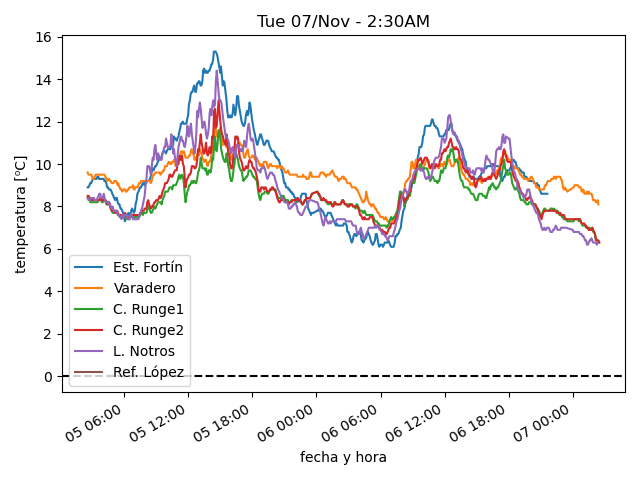 Tue 07/Nov - 2:30AM
temperatura [ºC]
16
14
12
10
8
6
4
2
0
Est. Fortín
Varadero
C. Runge1
C. Runge2
L. Notros
Ref. López
05 06:00
05 12:00
05 18:00
06 00:00
06 06:00
06 12:00
06 18:00
07 00:00
fecha y hora